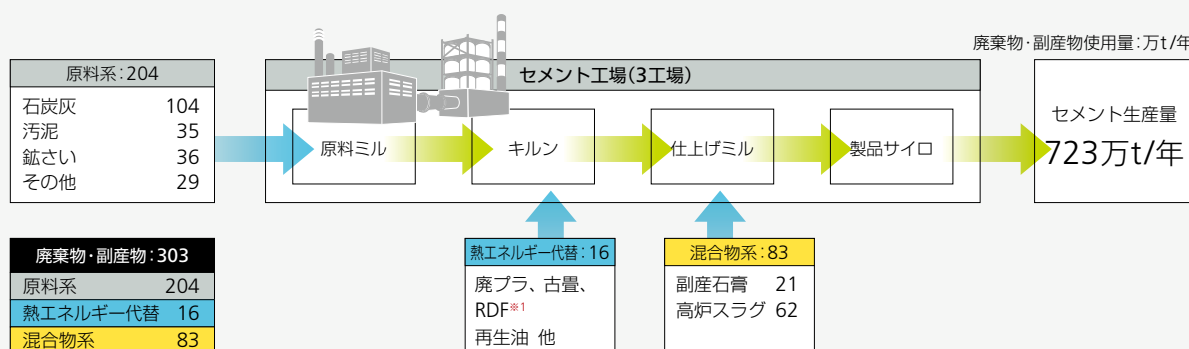 廃棄物・副産物使用量:万t/年
原料系:204
石炭灰 104
汚泥 35
鉱さい 36
その他 29
セメント工場(3工場)
原料ミル
キルン
仕上げミル
製品サイロ
セメント生産量
723万t/年
廃棄物・副産物:303
原料系 204
熱エネルギー代替 16
混合物系 83
熱エネルギー代替:16
廃プラ、古畳、
RDF※1
再生油 他
混合物系:83
副産石膏 21
高炉スラグ 62